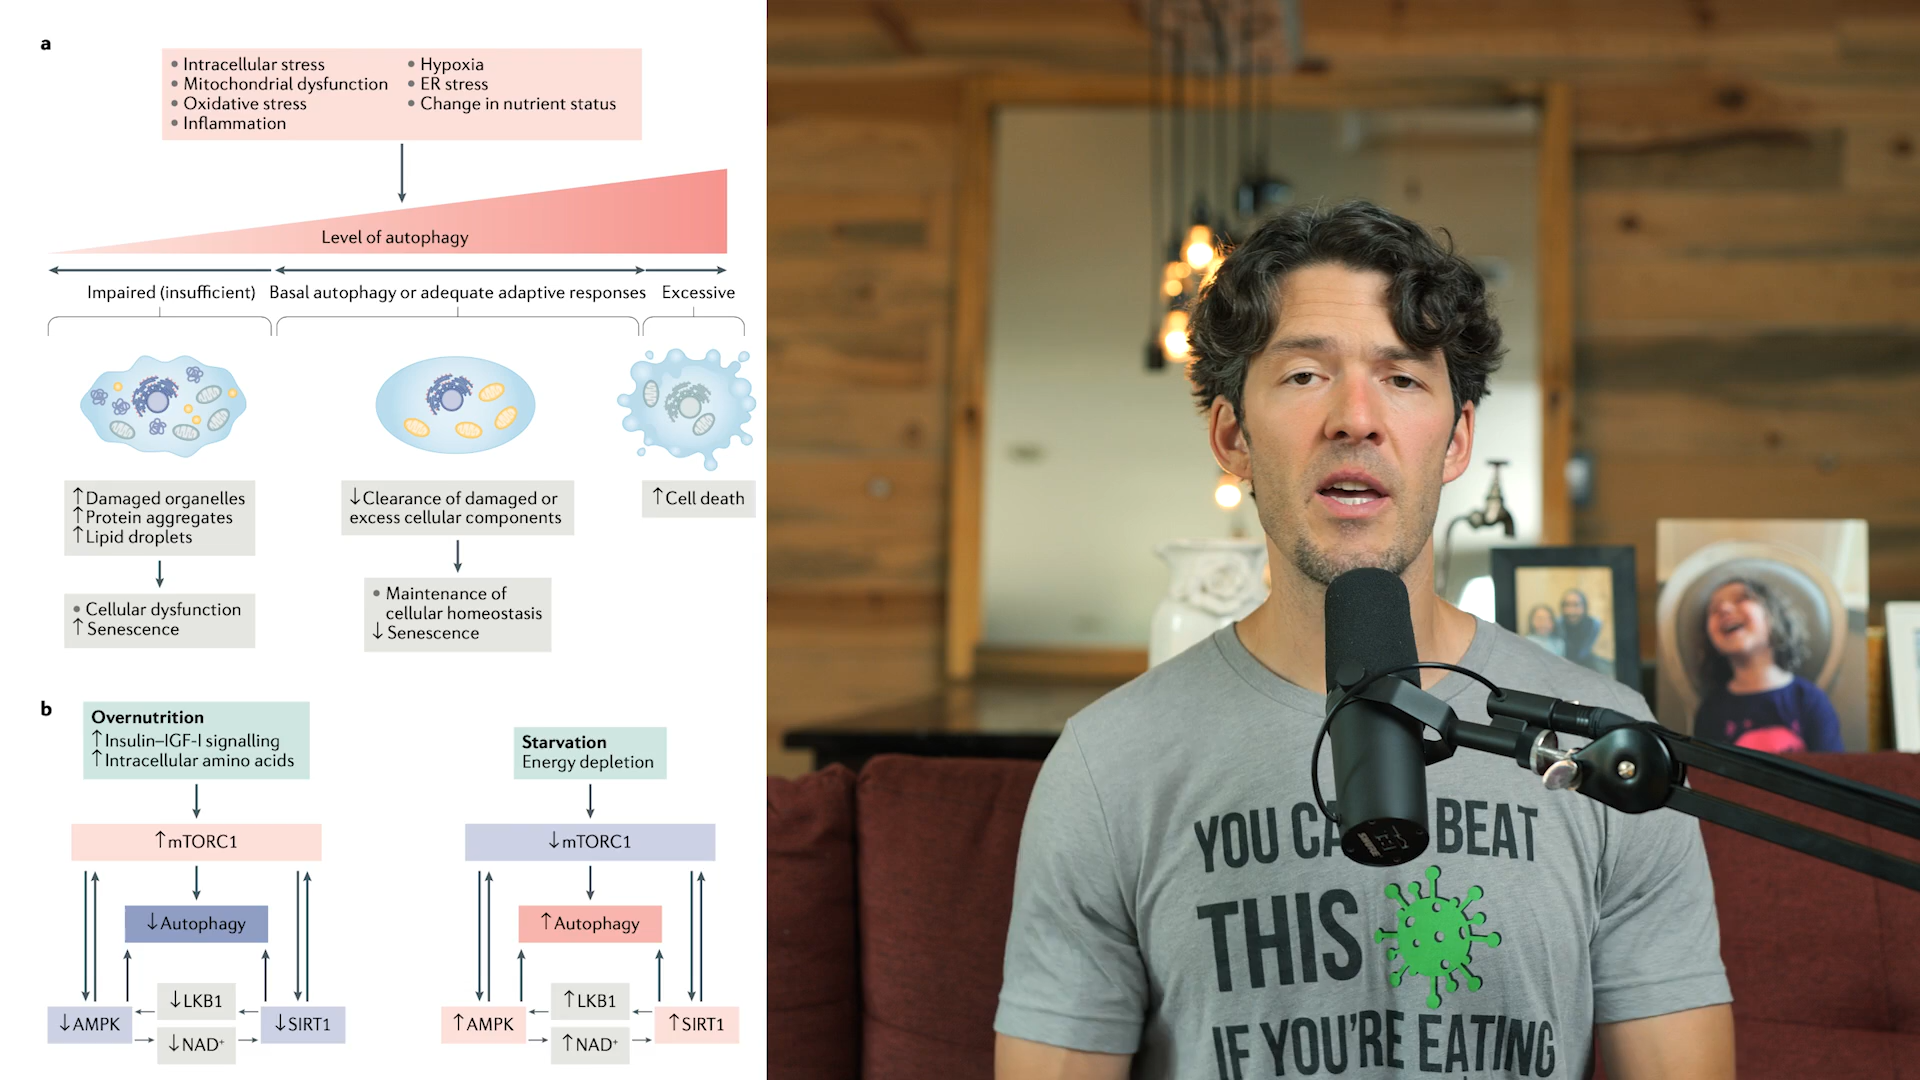 a
Intracellular stress
Mitochondrial dysfunction
Oxidative stress
Inflammation
Hypoxia
ER stress
Change in nutrient status
Level of autophagy
Impaired (insufficient)
Basal autophagy or adequate adaptive responses
Excessive
↑Damaged organelles
↑Protein aggregates
↑Lipid droplets
↓Clearance of damaged or
excess cellular components
↑Cell death
Cellular dysfunction
↑Senescence
Maintenance of
cellular homeostasis
↓Senescence
b
Overnutrition
↑Insulin–IGF-I signalling
↑Intracellular amino acids
↑mTORC1
↓Autophagy
↓LKB1
↓AMPK
↓SIRT1
↓NAD⁺
Starvation
Energy depletion
↓mTORC1
↑Autophagy
↑LKB1
↑AMPK
↑SIRT1
↑NAD⁺
YOU BEAT
THIS
IF YOU'RE EATING